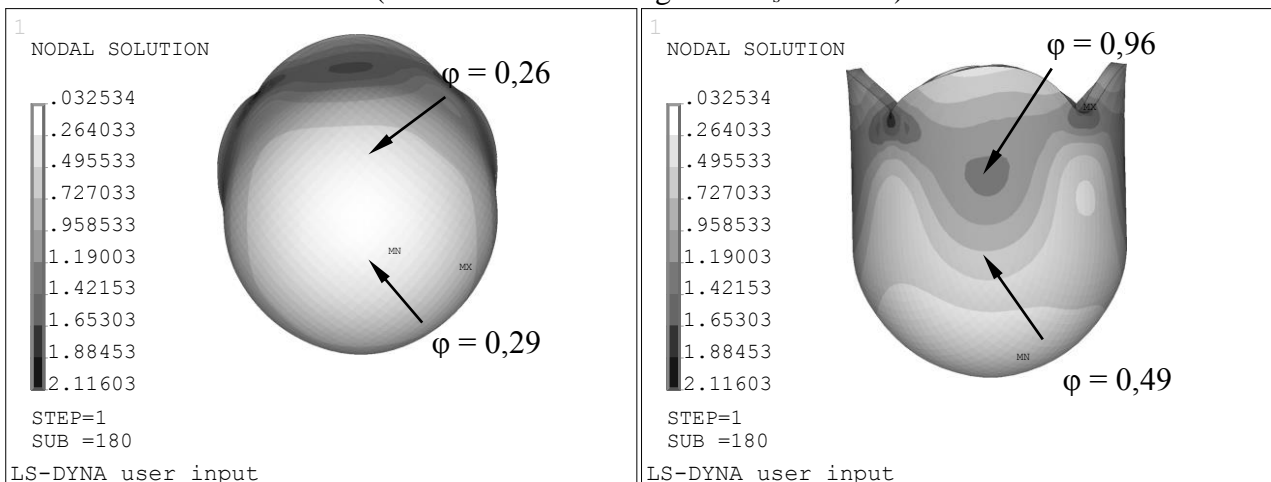 1
NODAL SOLUTION
φ = 0,26
.032534
.264033
.495533
.727033
.958533
1.19003
1.42153
1.65303
1.88453
2.11603
MN
MX
φ = 0,29
STEP=1
SUB =180
LS-DYNA user input
1
NODAL SOLUTION
φ = 0,96
.032534
.264033
.495533
.727033
.958533
1.19003
1.42153
1.65303
1.88453
2.11603
MX
MN
φ = 0,49
STEP=1
SUB =180
LS-DYNA user input